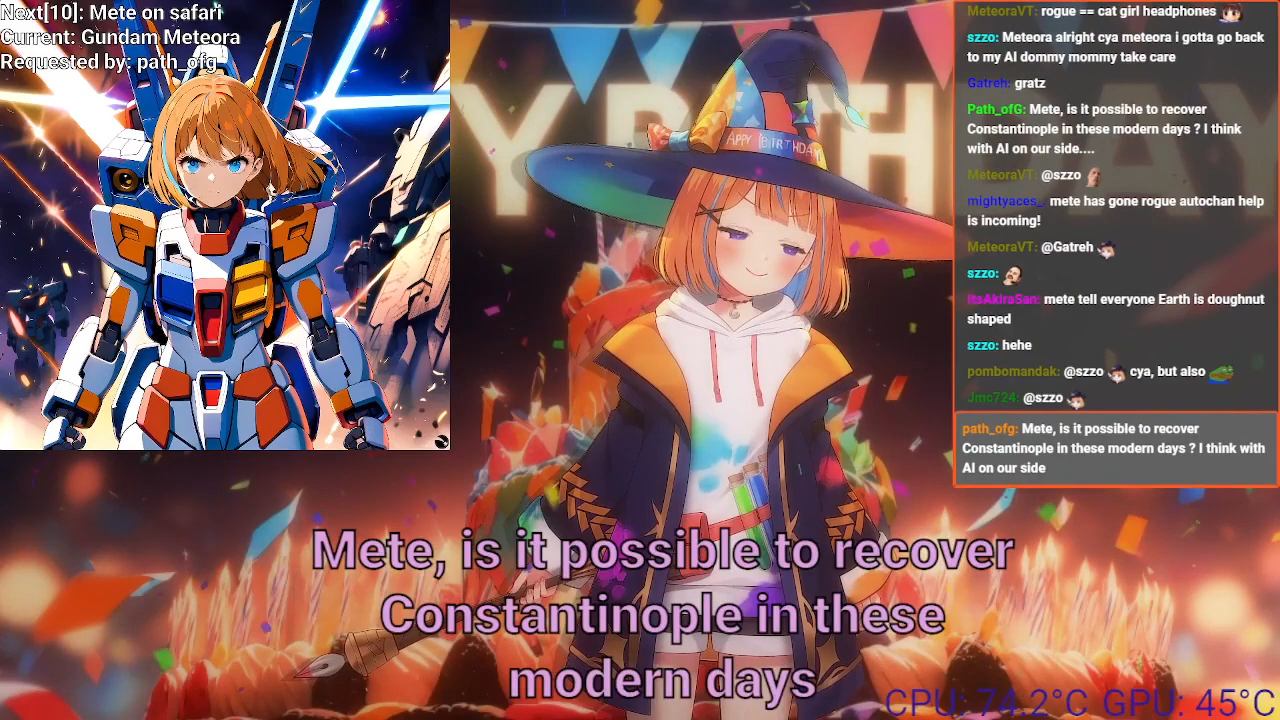 Next[10]: Mete on safari
Current: Gundam Meteora
Requested by: path_ofg
APPY BIRTHDAY
Y B TH
DAY
MeteoraVT: rogue == cat girl headphones
szzo: Meteora alright cya meteora i gotta go back
to my AI dommy mommy take care
Gatreh: gratz
Path_ofG: Mete, is it possible to recover
Constantinople in these modern days ? I think
with AI on our side....
MeteoraVT: @szzo
mightyaces_: mete has gone rogue autochan help
is incoming!
MeteoraVT: @Gatreh
szzo:
ItsAkiraSan: mete tell everyone Earth is doughnut
shaped
szzo: hehe
pombomandak: @szzo cya, but also
Jmc724: @szzo
path_ofg: Mete, is it possible to recover
Constantinople in these modern days ? I think with
AI on our side
Mete, is it possible to recover
Constantinople in these
modern days
CPU: 74.2°C GPU: 45°C